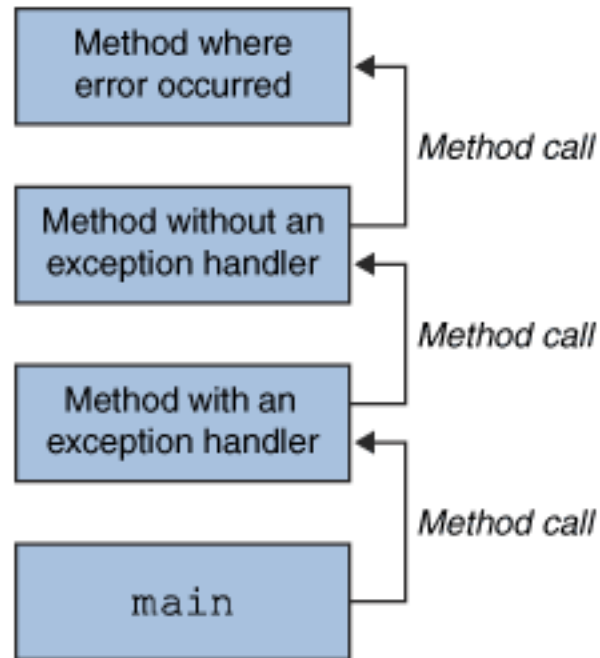 Method where
error occurred
Method call
Method without an
exception handler
Method call
Method with an
exception handler
Method call
main